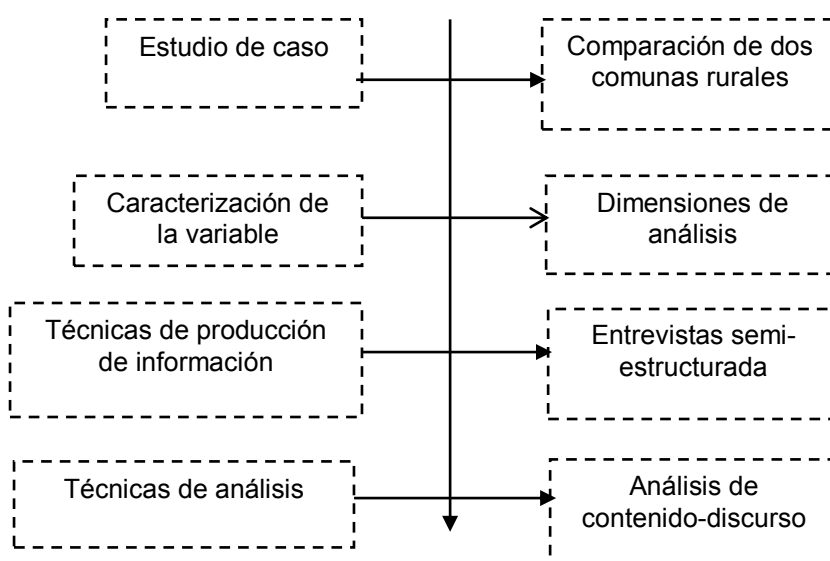 Estudio de caso
Comparación de dos
comunas rurales
Caracterización de
la variable
Dimensiones de
análisis
Técnicas de producción
de información
Entrevistas semi-
estructurada
Técnicas de análisis
Análisis de
contenido-discurso